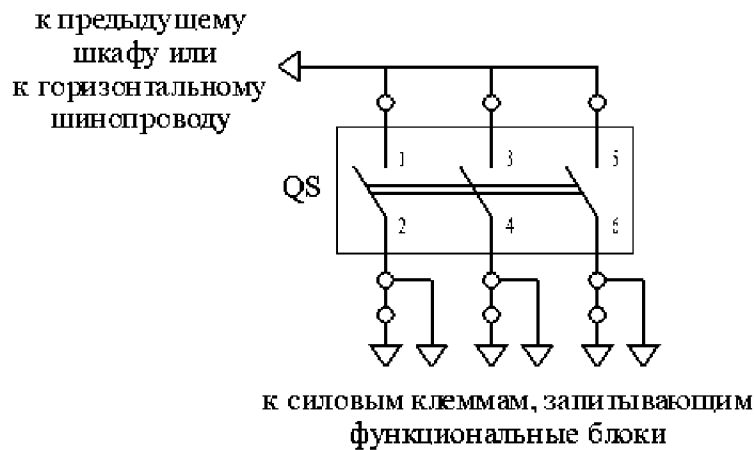 к предыдущему
шкафу или
к горизонтальному
шинопроводу
1 3 5
QS
2 4 6
к силовым клеммам, запитывающим
функциональные блоки